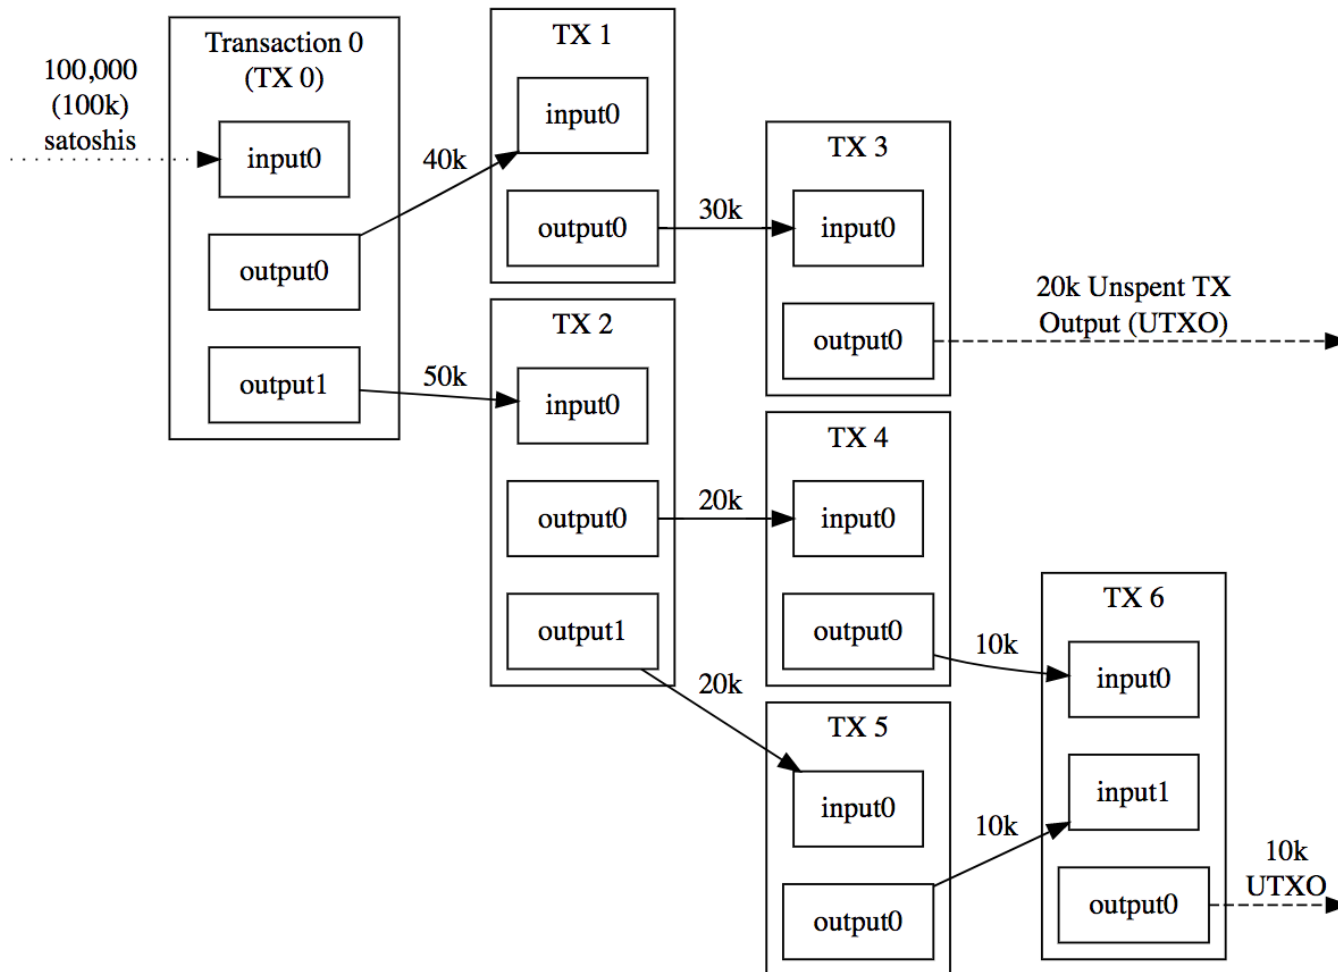 100,000
(100k)
satoshis
Transaction 0
(TX 0)
input0
output0
output1
40k
50k
TX 1
input0
output0
30k
TX 2
input0
output0
output1
20k
20k
TX 3
input0
output0
20k Unspent TX
Output (UTXO)
TX 4
input0
output0
10k
TX 5
input0
output0
10k
TX 6
input0
input1
output0
10k
UTXO